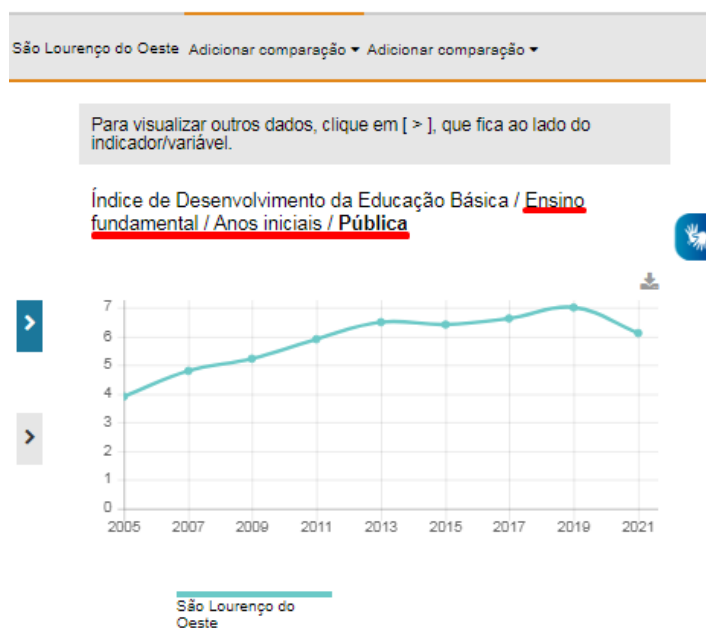 São Lourenço do Oeste Adicionar comparação Adicionar comparação
Para visualizar outros dados, clique em [ > ], que fica ao lado do
indicador/variável.
Índice de Desenvolvimento da Educação Básica / Ensino
fundamental / Anos iniciais / Pública
7
6
5
4
3
2
1
0
2005 2007 2009 2011 2013 2015 2017 2019 2021
São Lourenço do
Oeste